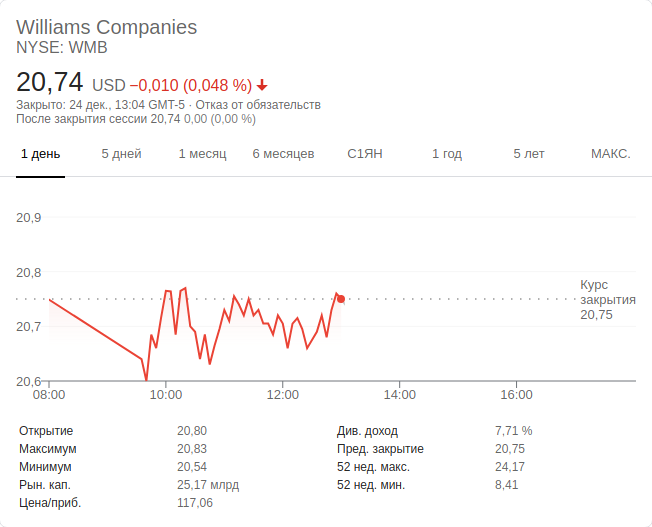 Williams Companies
NYSE: WMB
20,74 USD −0,010 (0,048 %)
Закрыто: 24 дек., 13:04 GMT-5 · Отказ от обязательств
После закрытия сессии 20,74 0,00 (0,00 %)
1 день 5 дней 1 месяц 6 месяцев С1ЯН 1 год 5 лет МАКС.
20,9
20,8
Курс
закрытия
20,75
20,7
20,6
08:00 10:00 12:00 14:00 16:00
Открытие 20,80 Див. доход 7,71 %
Максимум 20,83 Пред. закрытие 20,75
Минимум 20,54 52 нед. макс. 24,17
Рын. кап. 25,17 млрд 52 нед. мин. 8,41
Цена/приб. 117,06